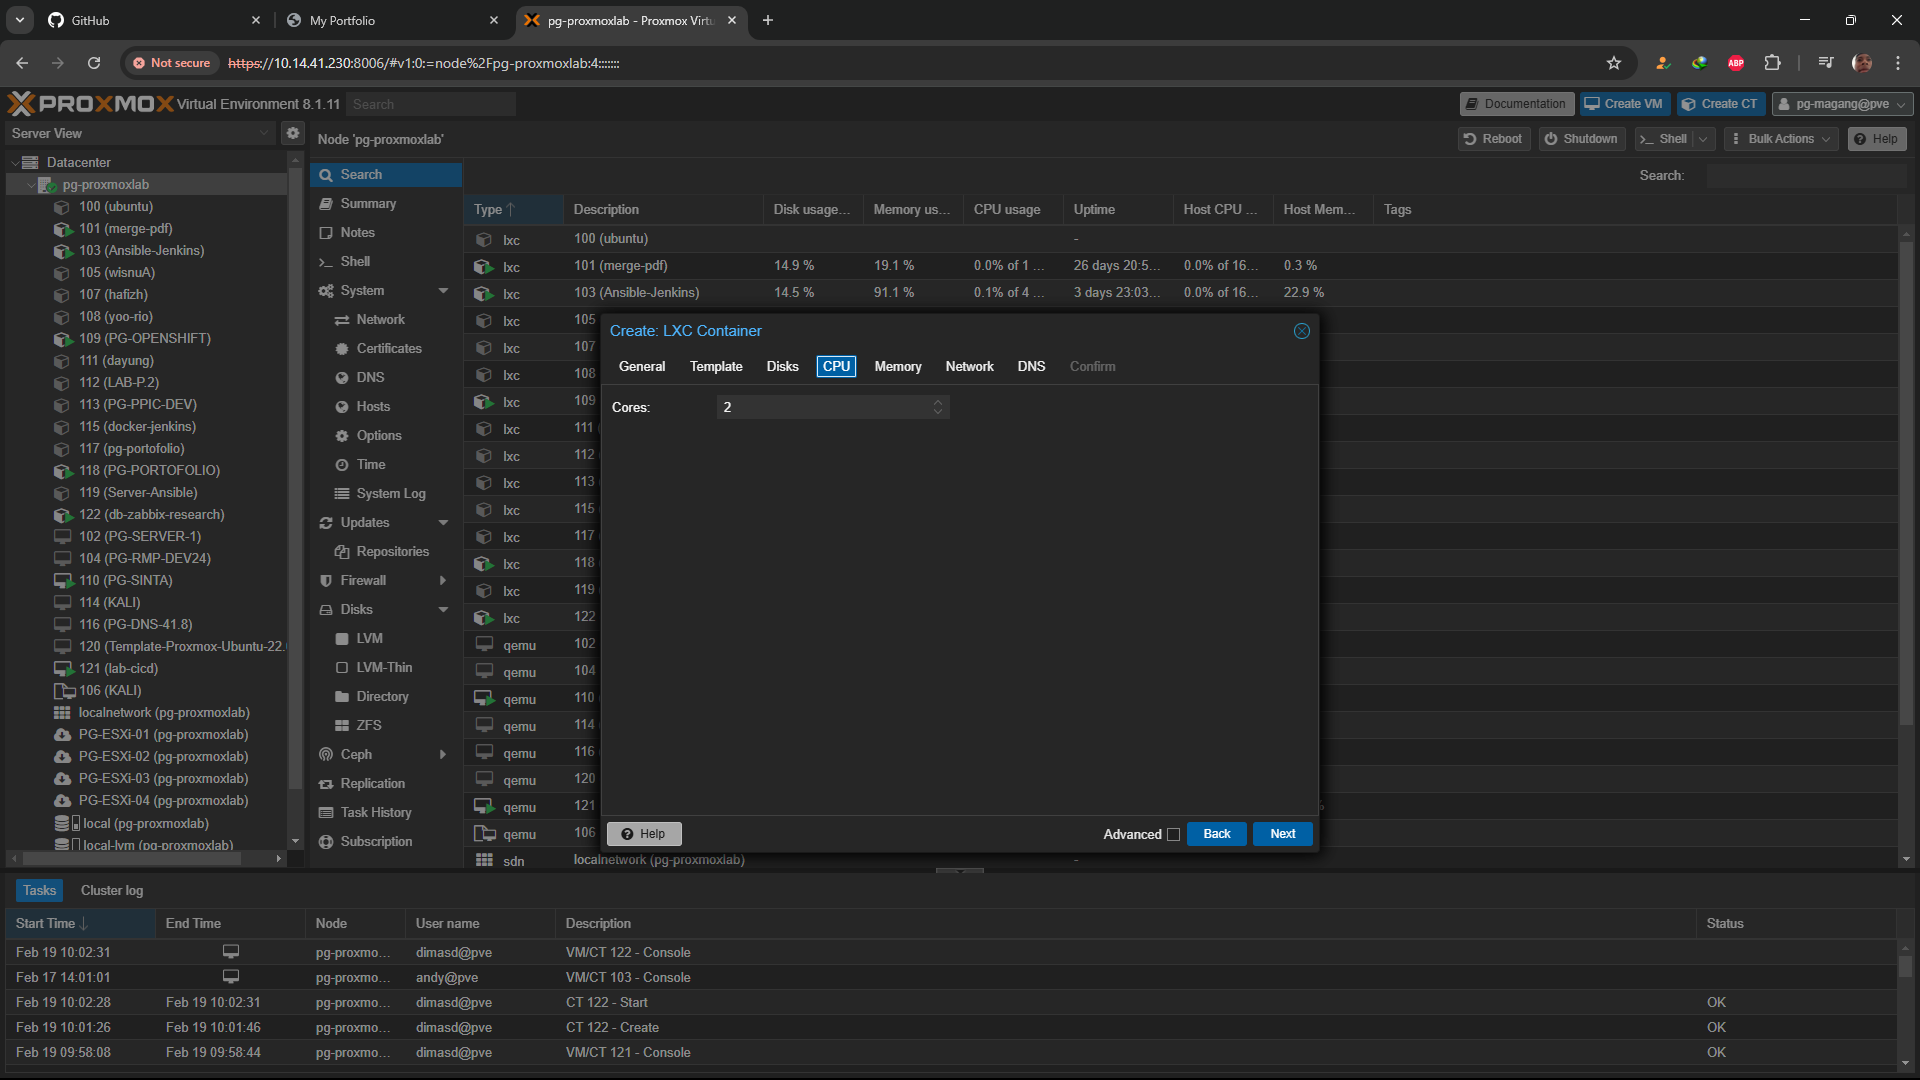 GitHub
My Portfolio
pg-proxmoxlab - Proxmox Virtu
Not secure
https://10.14.41.230:8006/#v1:0:=node%2Fpg-proxmoxlab:4:::::::
ABP
PROXMOX Virtual Environment 8.1.11
Search
Documentation
Create VM
Create CT
pg-magang@pve
Server View
Node 'pg-proxmoxlab'
Reboot
Shutdown
Shell
Bulk Actions
Help
Datacenter
pg-proxmoxlab
100 (ubuntu)
101 (merge-pdf)
103 (Ansible-Jenkins)
105 (wisnuA)
107 (hafizh)
108 (yoo-rio)
109 (PG-OPENSHIFT)
111 (dayung)
112 (LAB-P.2)
113 (PG-PPIC-DEV)
115 (docker-jenkins)
117 (pg-portofolio)
118 (PG-PORTOFOLIO)
119 (Server-Ansible)
122 (db-zabbix-research)
102 (PG-SERVER-1)
104 (PG-RMP-DEV24)
110 (PG-SINTA)
114 (KALI)
116 (PG-DNS-41.8)
120 (Template-Proxmox-Ubuntu-22.
121 (lab-cicd)
106 (KALI)
localnetwork (pg-proxmoxlab)
PG-ESXi-01 (pg-proxmoxlab)
PG-ESXi-02 (pg-proxmoxlab)
PG-ESXi-03 (pg-proxmoxlab)
PG-ESXi-04 (pg-proxmoxlab)
local (pg-proxmoxlab)
local-lvm (pg-proxmoxlab)
Search
Summary
Notes
Shell
System
Network
Certificates
DNS
Hosts
Options
Time
System Log
Updates
Repositories
Firewall
Disks
LVM
LVM-Thin
Directory
ZFS
Ceph
Replication
Task History
Subscription
Search:
Type Description Disk usage... Memory us... CPU usage Uptime Host CPU ... Host Mem... Tags
lxc 100 (ubuntu) -
lxc 101 (merge-pdf) 14.9 % 19.1 % 0.0% of 1 ... 26 days 20:5... 0.0% of 16... 0.3 %
lxc 103 (Ansible-Jenkins) 14.5 % 91.1 % 0.1% of 4 ... 3 days 23:03... 0.0% of 16... 22.9 %
lxc 105
lxc 107
lxc 108
lxc 109
lxc 111
lxc 112
lxc 113
lxc 115
lxc 117
lxc 118
lxc 119
lxc 122
qemu 102
qemu 104
qemu 110
qemu 114
qemu 116
qemu 120
qemu 121
qemu 106
sdn localnetwork (pg-proxmoxlab) -
Create: LXC Container
General Template Disks CPU Memory Network DNS Confirm
Cores: 2
Help
Advanced
Back
Next
Tasks
Cluster log
Start Time End Time Node User name Description Status
Feb 19 10:02:31 pg-proxmo... dimasd@pve VM/CT 122 - Console
Feb 17 14:01:01 pg-proxmo... andy@pve VM/CT 103 - Console
Feb 19 10:02:28 Feb 19 10:02:31 pg-proxmo... dimasd@pve CT 122 - Start OK
Feb 19 10:01:26 Feb 19 10:01:46 pg-proxmo... dimasd@pve CT 122 - Create OK
Feb 19 09:58:08 Feb 19 09:58:44 pg-proxmo... dimasd@pve VM/CT 121 - Console OK